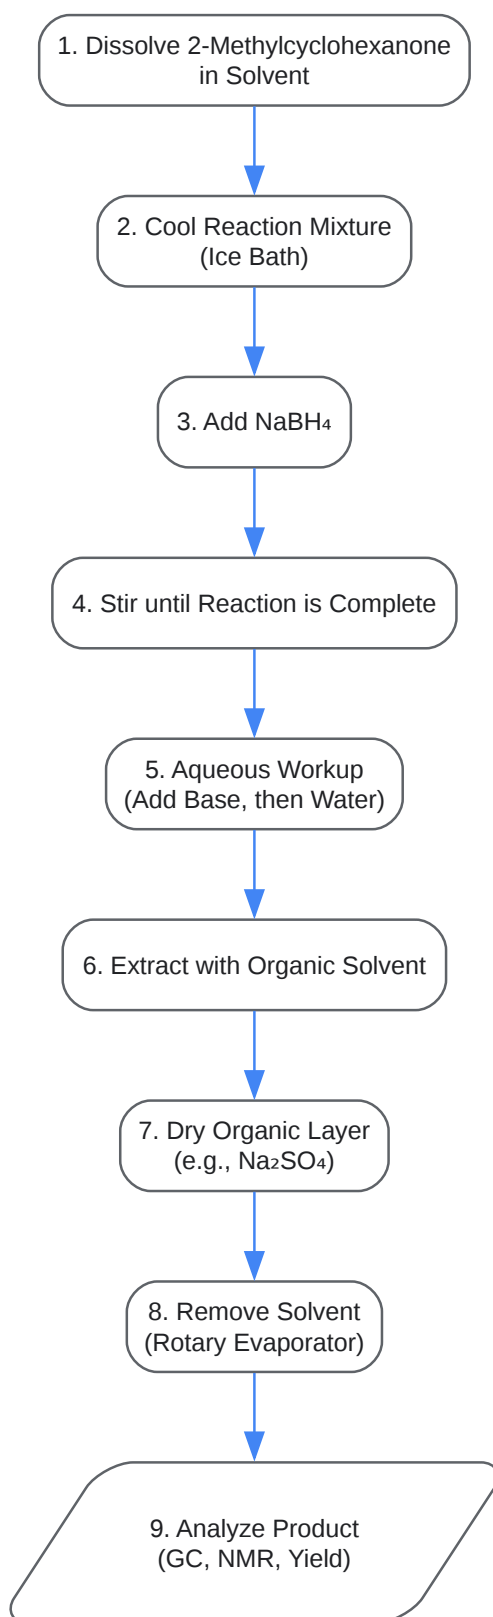 1. Dissolve 2-Methylcyclohexanone
in Solvent
2. Cool Reaction Mixture
(Ice Bath)
3. Add NaBH₄
4. Stir until Reaction is Complete
5. Aqueous Workup
(Add Base, then Water)
6. Extract with Organic Solvent
7. Dry Organic Layer
(e.g., Na₂SO₄)
8. Remove Solvent
(Rotary Evaporator)
9. Analyze Product
(GC, NMR, Yield)